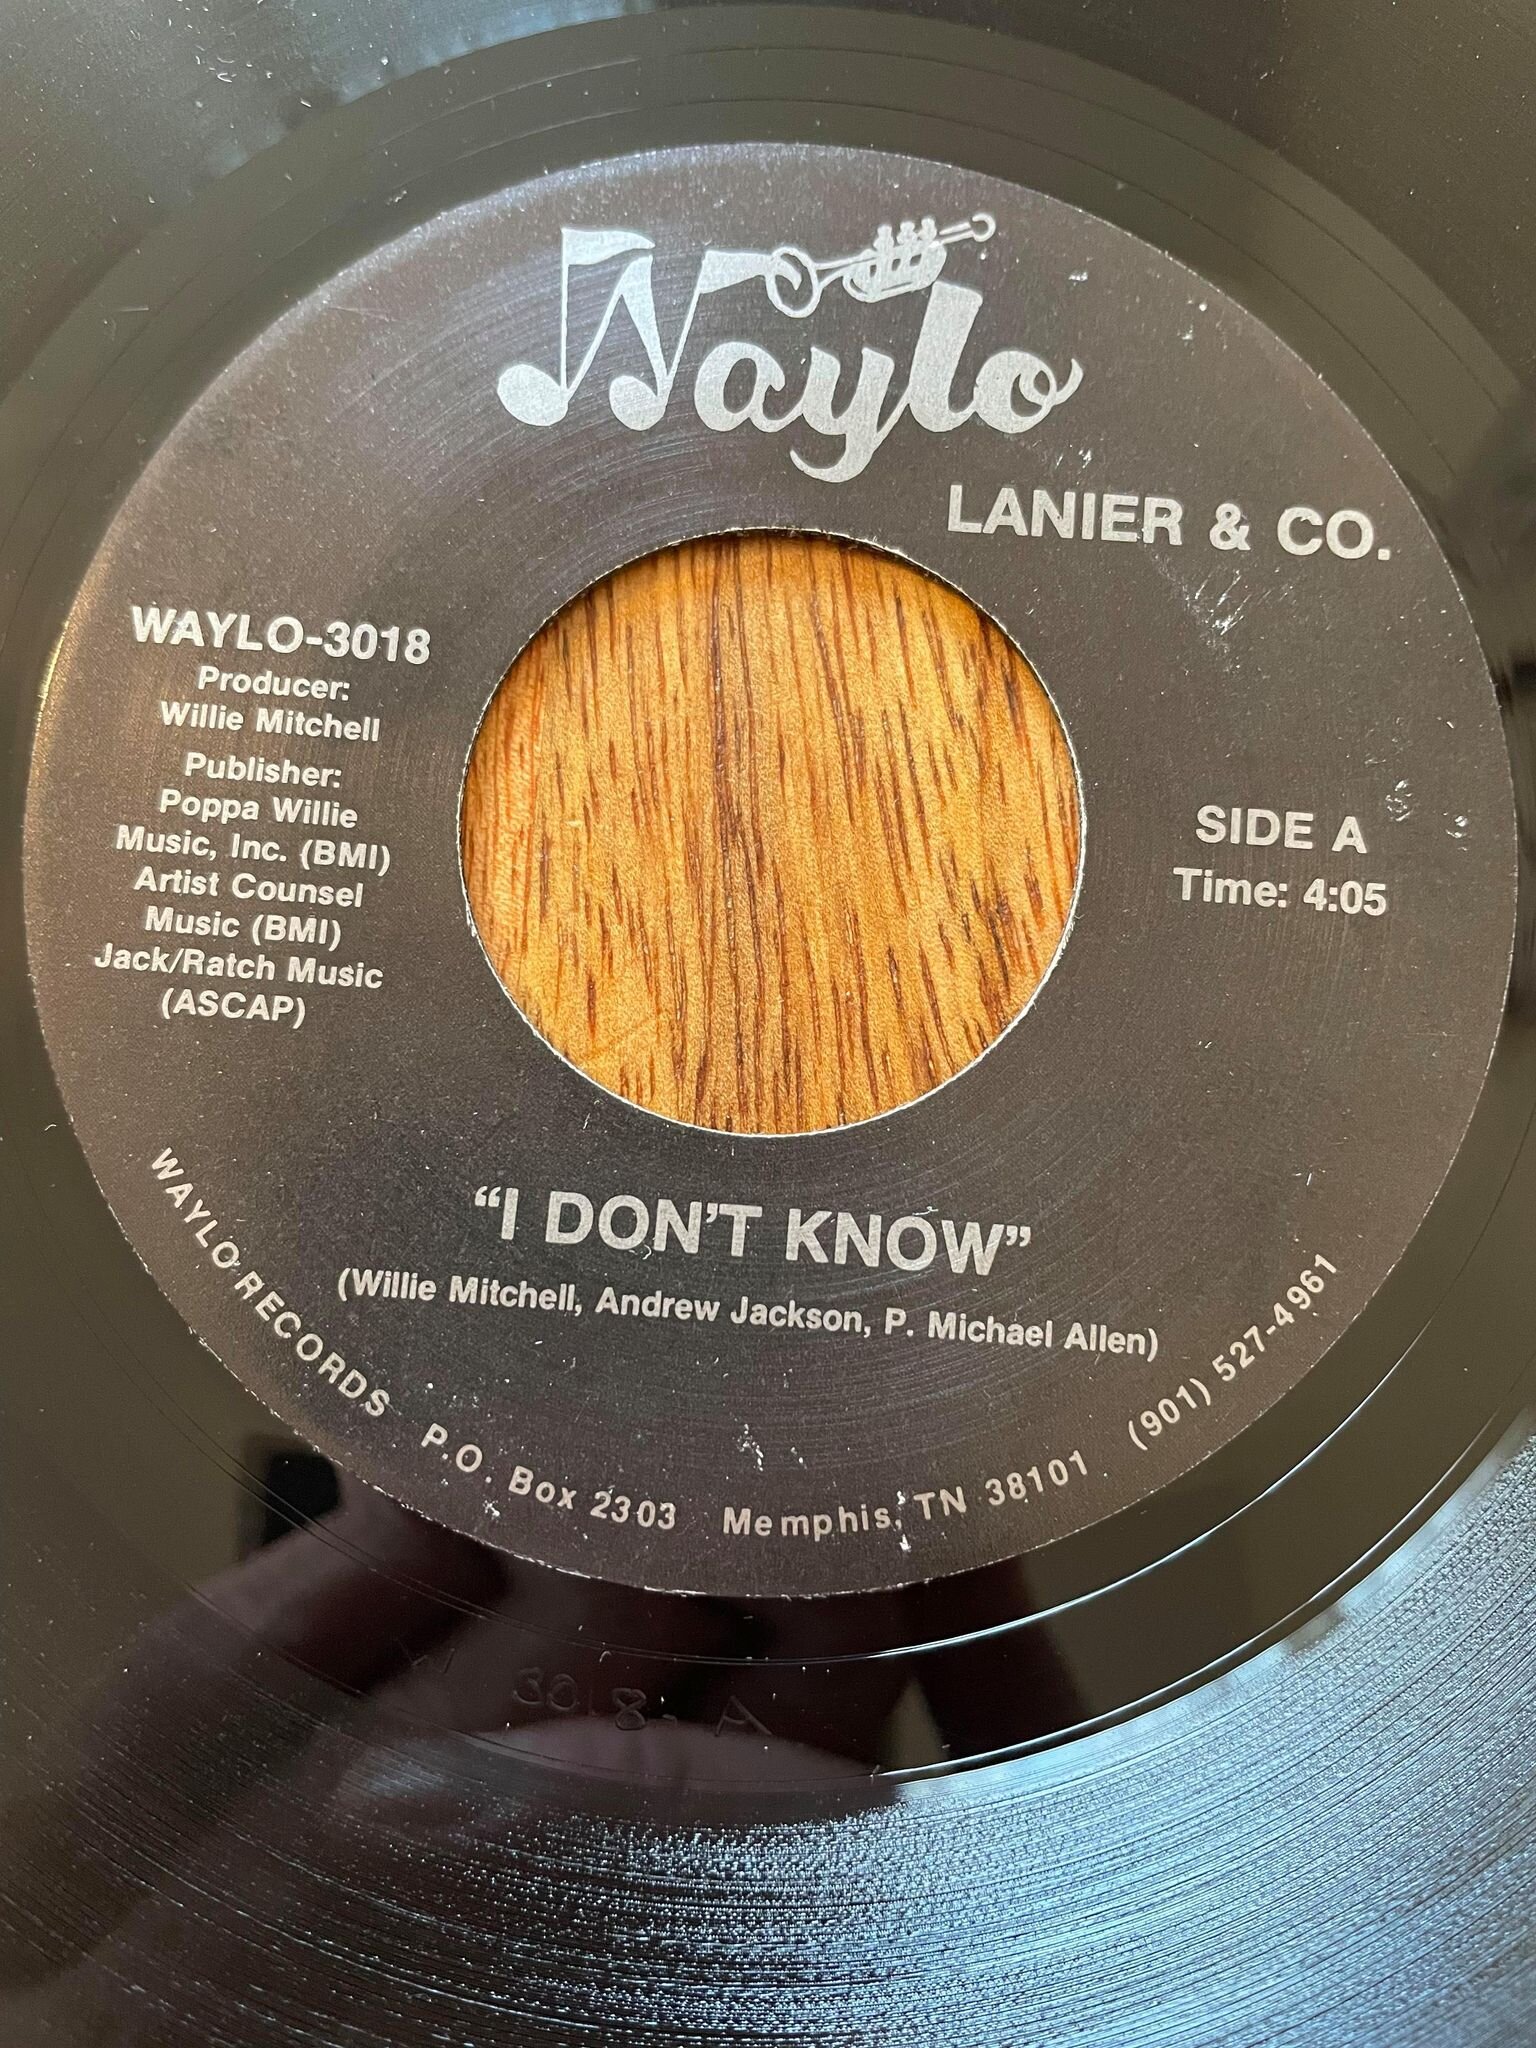 Waylo
LANIER & CO.
WAYLO-3018
Producer:
Willie Mitchell
Publisher:
Poppa Willie
Music, Inc. (BMI)
Artist Counsel
Music (BMI)
Jack/Ratch Music
(ASCAP)
SIDE A
Time: 4:05
"I DON'T KNOW"
(Willie Mitchell, Andrew Jackson, P. Michael Allen)
WAYLO RECORDS P.O. Box 2303 Memphis, TN 38101 (901) 527-4961
3018-A